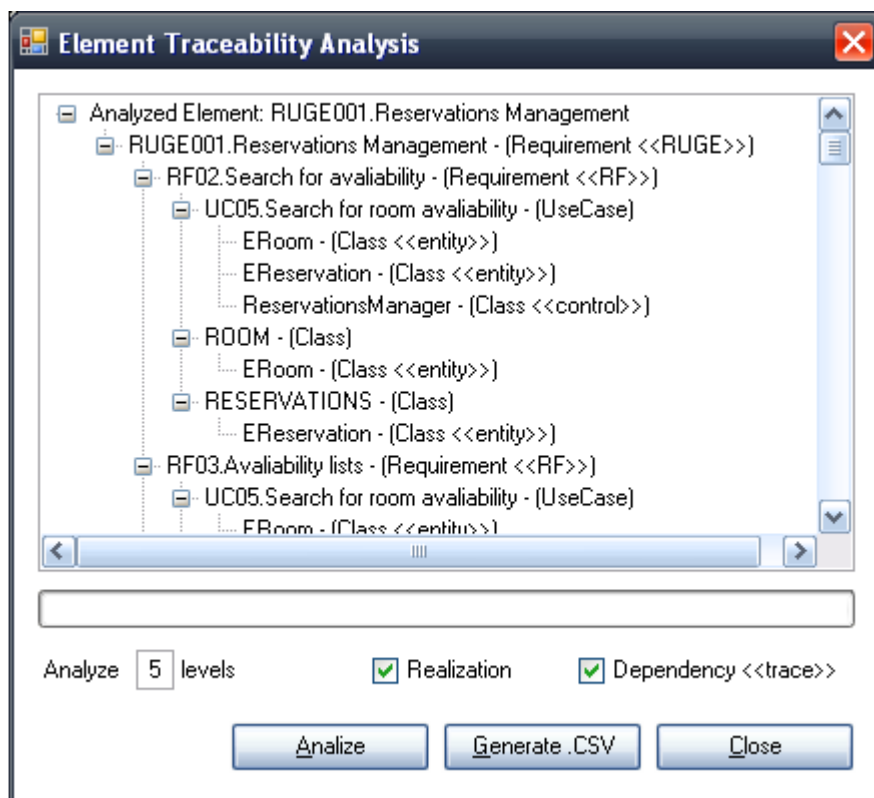 Element Traceability Analysis
Analyzed Element: RUGE001.Reservations Management
RUGE001.Reservations Management - (Requirement <<RUGE>>)
RF02.Search for avaliability - (Requirement <<RF>>)
UC05.Search for room avaliability - (UseCase)
ERoom - (Class <<entity>>)
EReservation - (Class <<entity>>)
ReservationsManager - (Class <<control>>)
ROOM - (Class)
ERoom - (Class <<entity>>)
RESERVATIONS - (Class)
EReservation - (Class <<entity>>)
RF03.Avaliability lists - (Requirement <<RF>>)
UC05.Search for room avaliability - (UseCase)
ERoom - (Class <<entity>>)
Analyze 5 levels Realization Dependency <<trace>>
Analize Generate .CSV Close